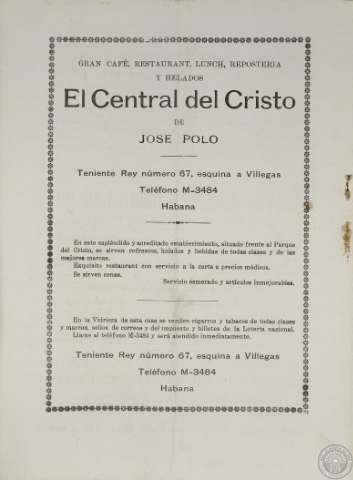 GRAN CAFÉ, RESTAURANT, LUNCH, REPOSTERIA
Y HELADOS
El Central del Cristo
DE
JOSE POLO
Teniente Rey número 67, esquina a Villegas
Teléfono M-3484
Habana
En este espléndido y acreditado establecimiento, situado frente al Parque
del Cristo, se sirven refrescos, helados y bebidas de todas clases y de las
mejores marcas.
Exquisito restaurant con servicio a la carta a precios módicos.
Se sirven cenas.
Servicio esmerado y artículos inmejorables.
En la Vidriera de esta casa se venden cigarros y tabacos de todas clases
y marcas, sellos de correos y del impuesto y billetes de la Lotería nacional.
Llame al teléfono M-3484 y será atendido inmediatamente.
Teniente Rey número 67, esquina a Villegas
Teléfono M-3484
Habana